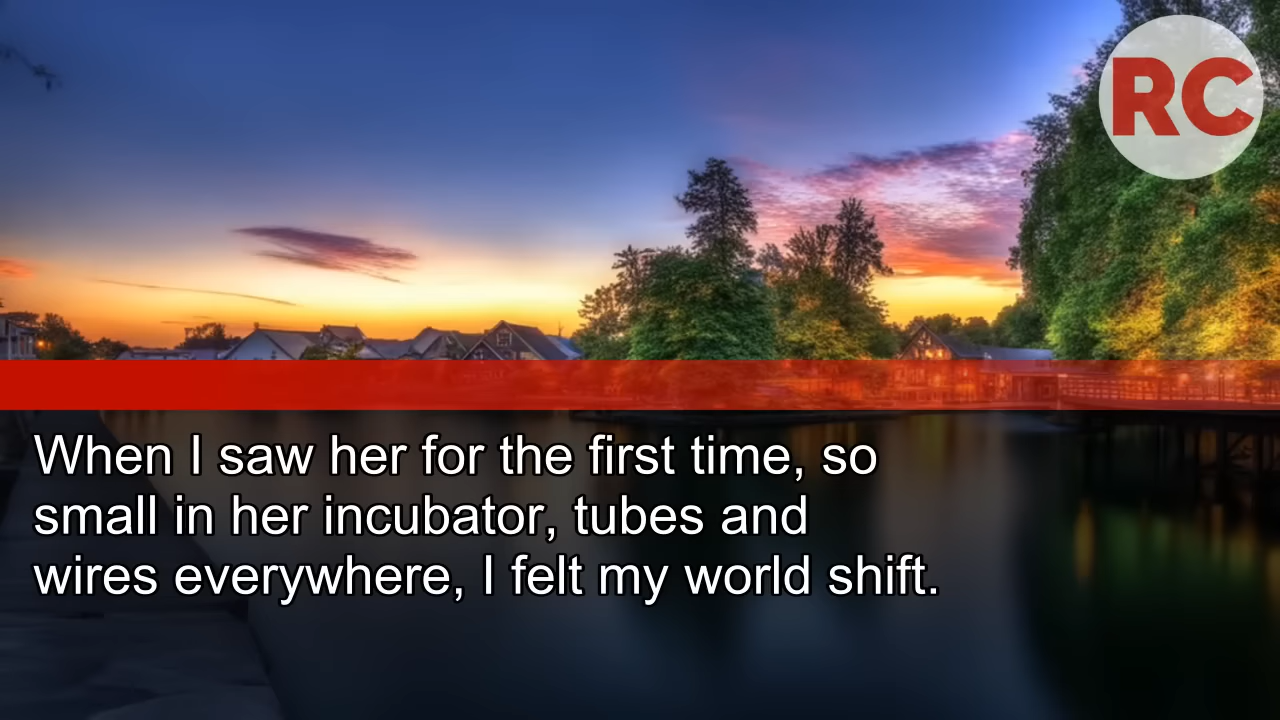 RC
When I saw her for the first time, so
small in her incubator, tubes and
wires everywhere, I felt my world shift.